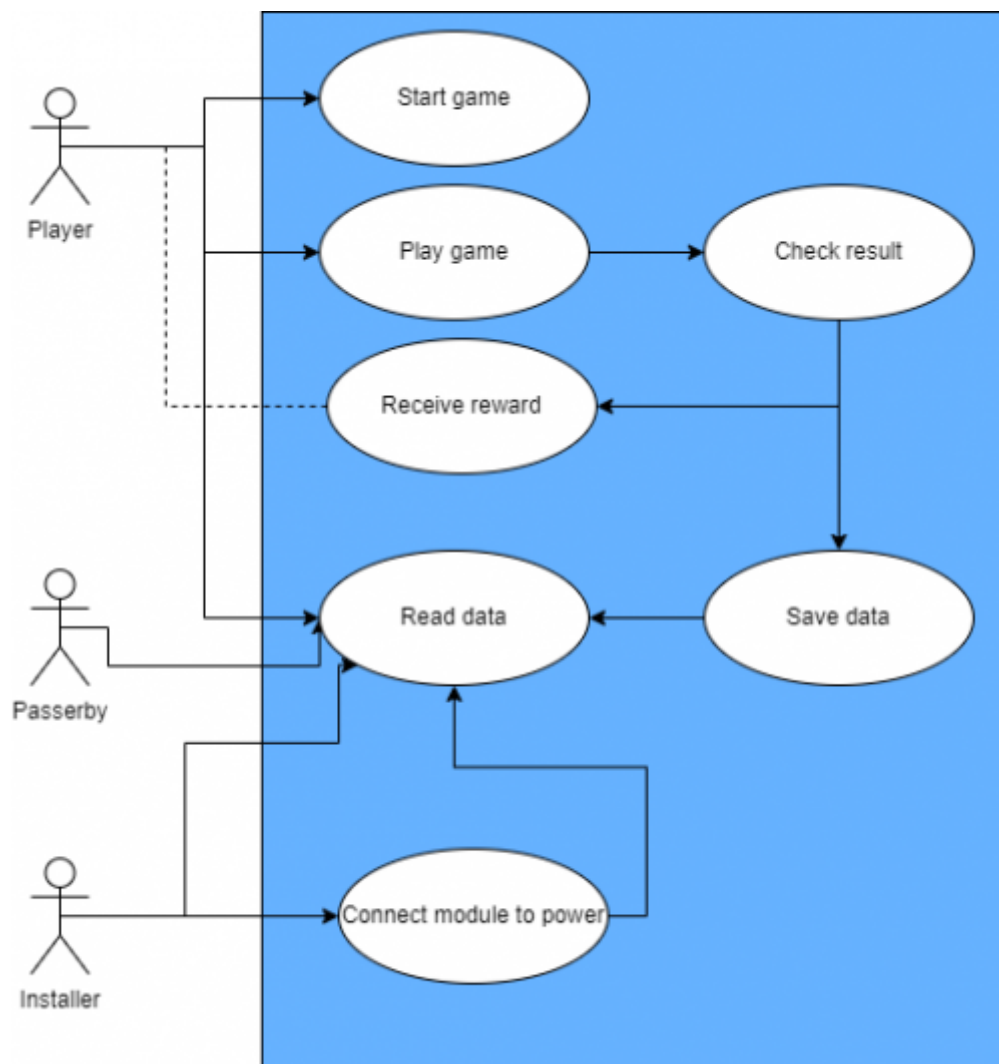 Start game
Player
Play game
Check result
Receive reward
Read data
Save data
Passerby
Connect module to power
Installer